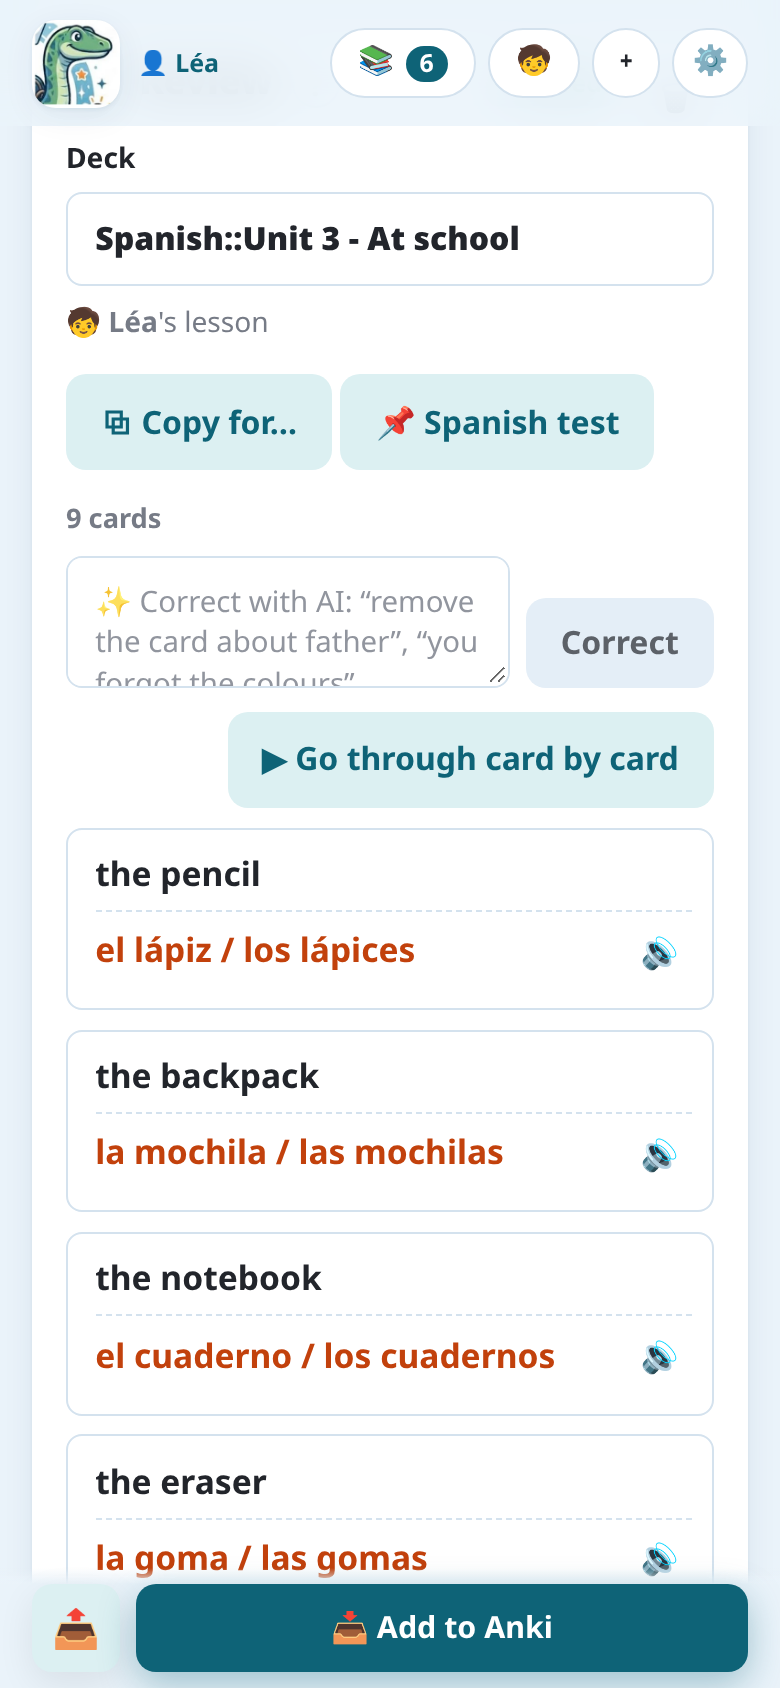 Léa
6
+
Deck
Spanish::Unit 3 - At school
Léa's lesson
Copy for...
Spanish test
9 cards
Correct with AI: “remove
the card about father”, “you
forgot the colours”
Correct
Go through card by card
the pencil
el lápiz / los lápices
the backpack
la mochila / las mochilas
the notebook
el cuaderno / los cuadernos
the eraser
la goma / las gomas
Add to Anki